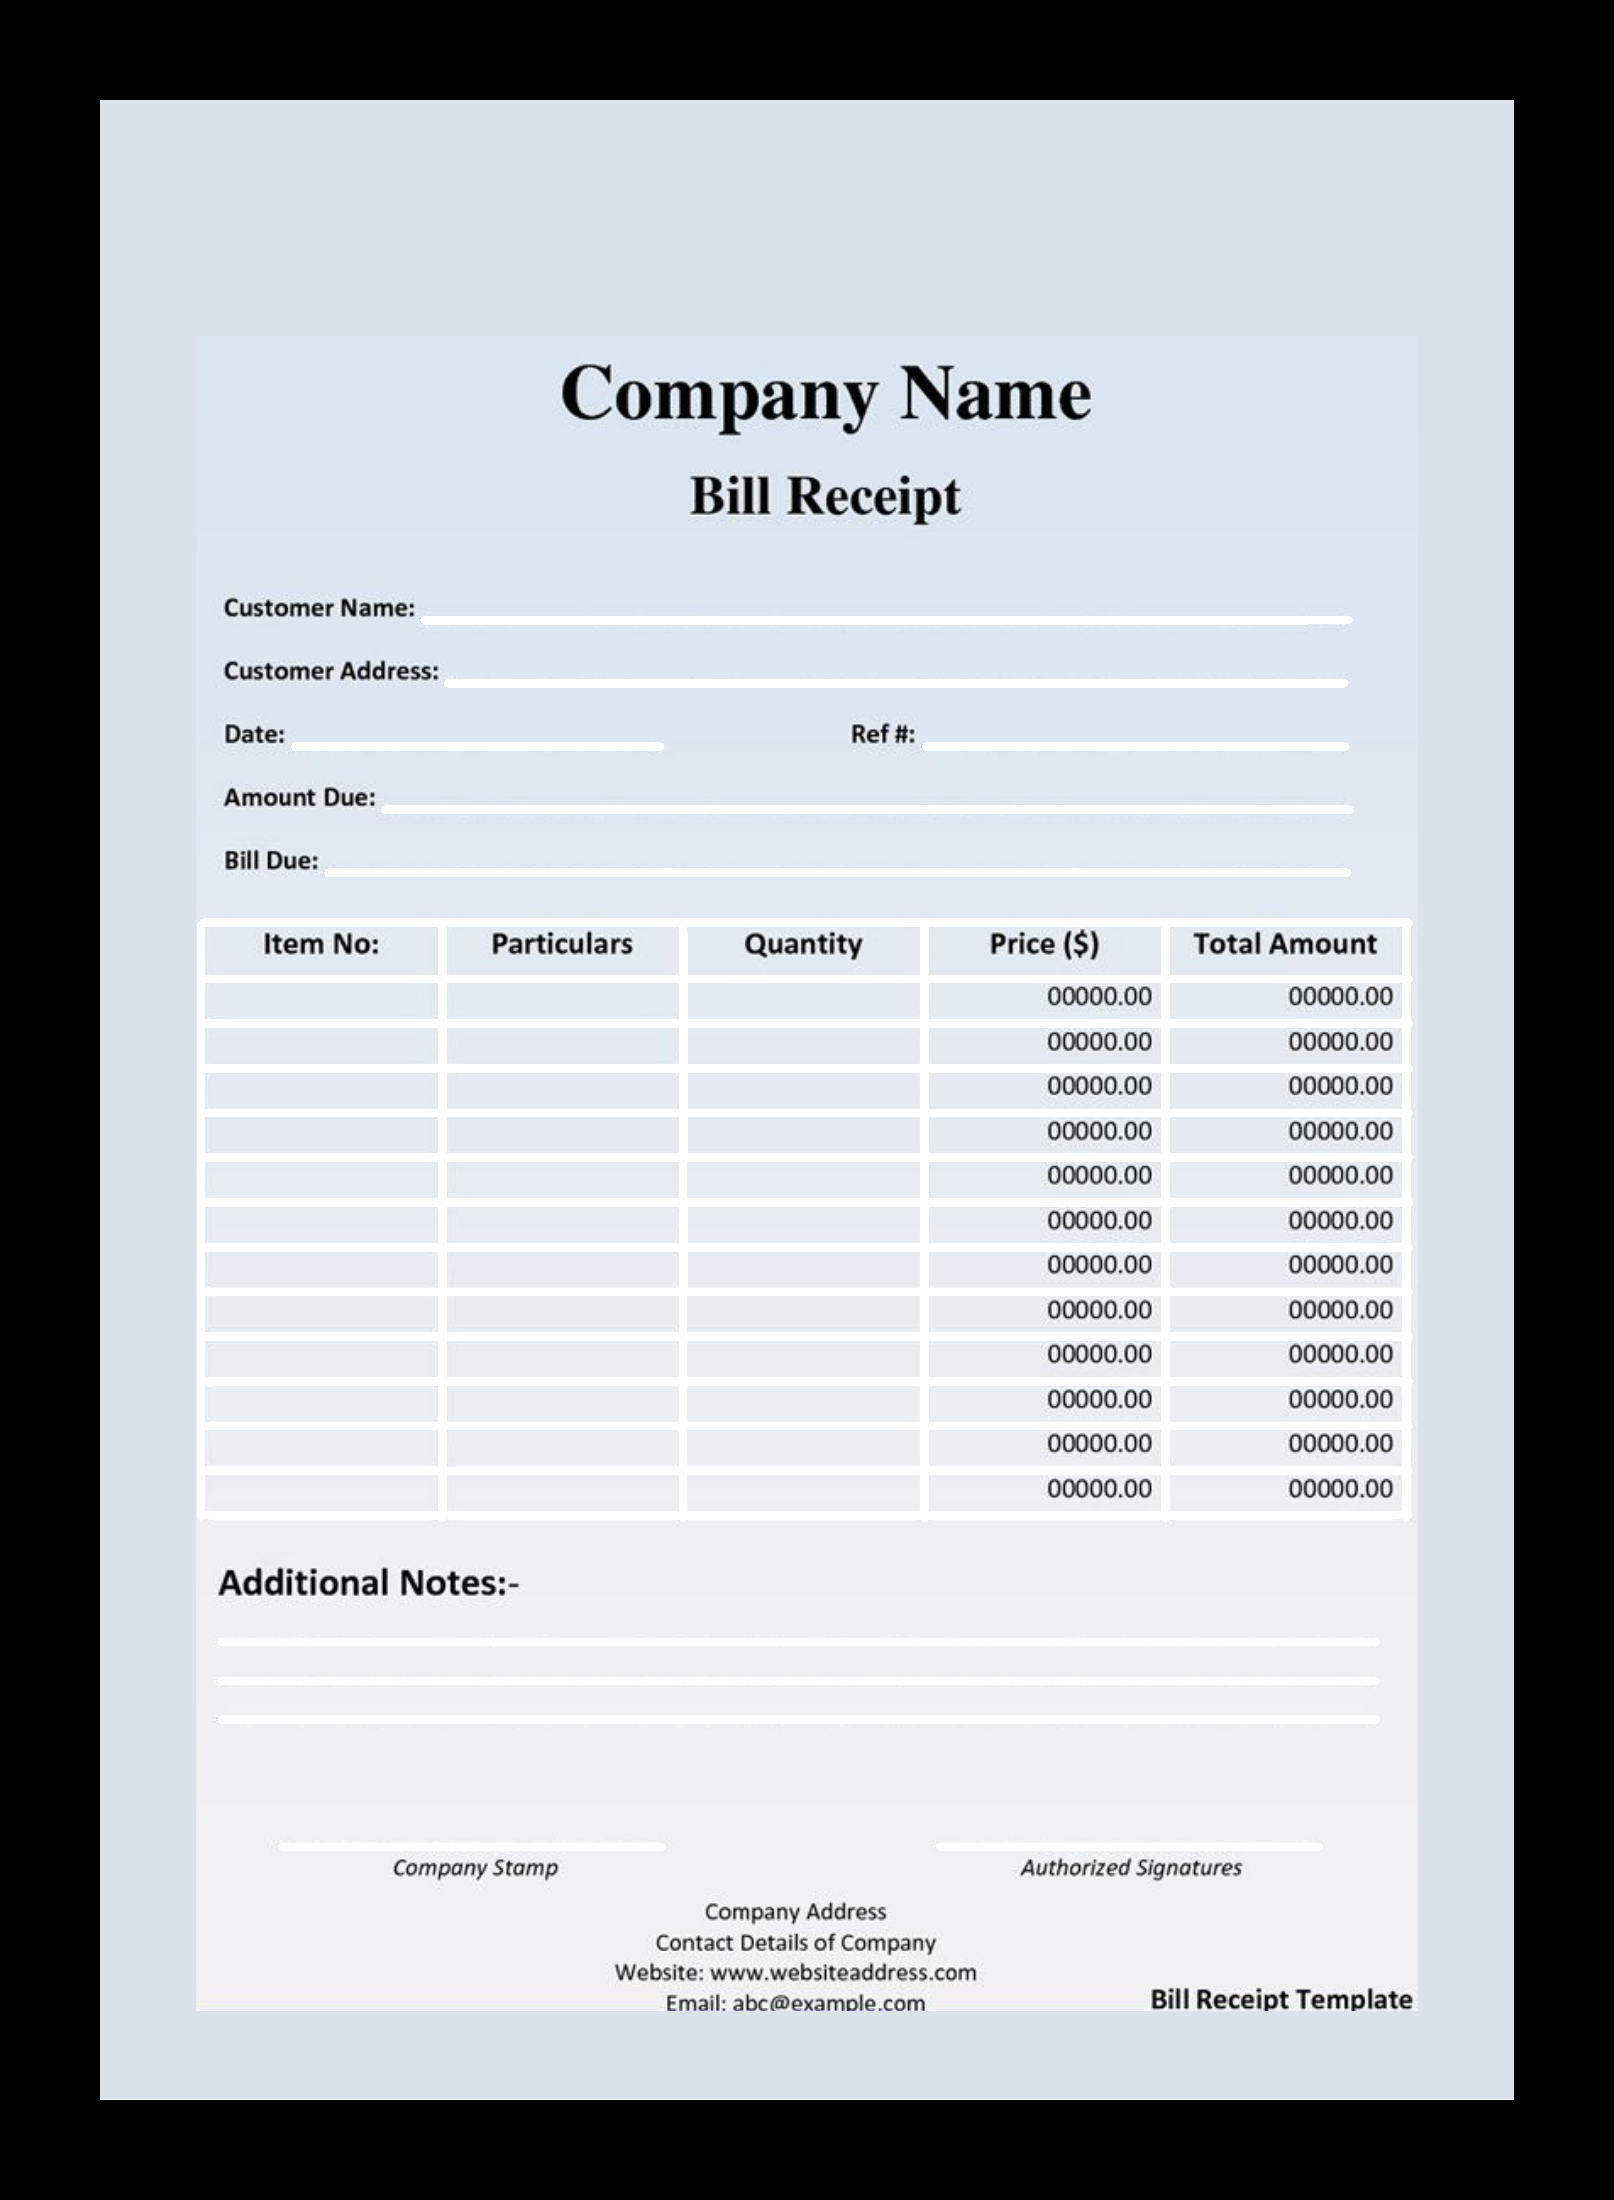 Company Name
Bill Receipt
Customer Name:
Customer Address:
Date: Ref #:
Amount Due:
Bill Due:
Item No: Particulars Quantity Price ($) Total Amount
00000.00 00000.00
00000.00 00000.00
00000.00 00000.00
00000.00 00000.00
00000.00 00000.00
00000.00 00000.00
00000.00 00000.00
00000.00 00000.00
00000.00 00000.00
00000.00 00000.00
00000.00 00000.00
00000.00 00000.00
Additional Notes:-
Company Stamp Authorized Signatures
Company Address
Contact Details of Company
Website: www.websiteaddress.com
Email: abc@example.com
Bill Receipt Template